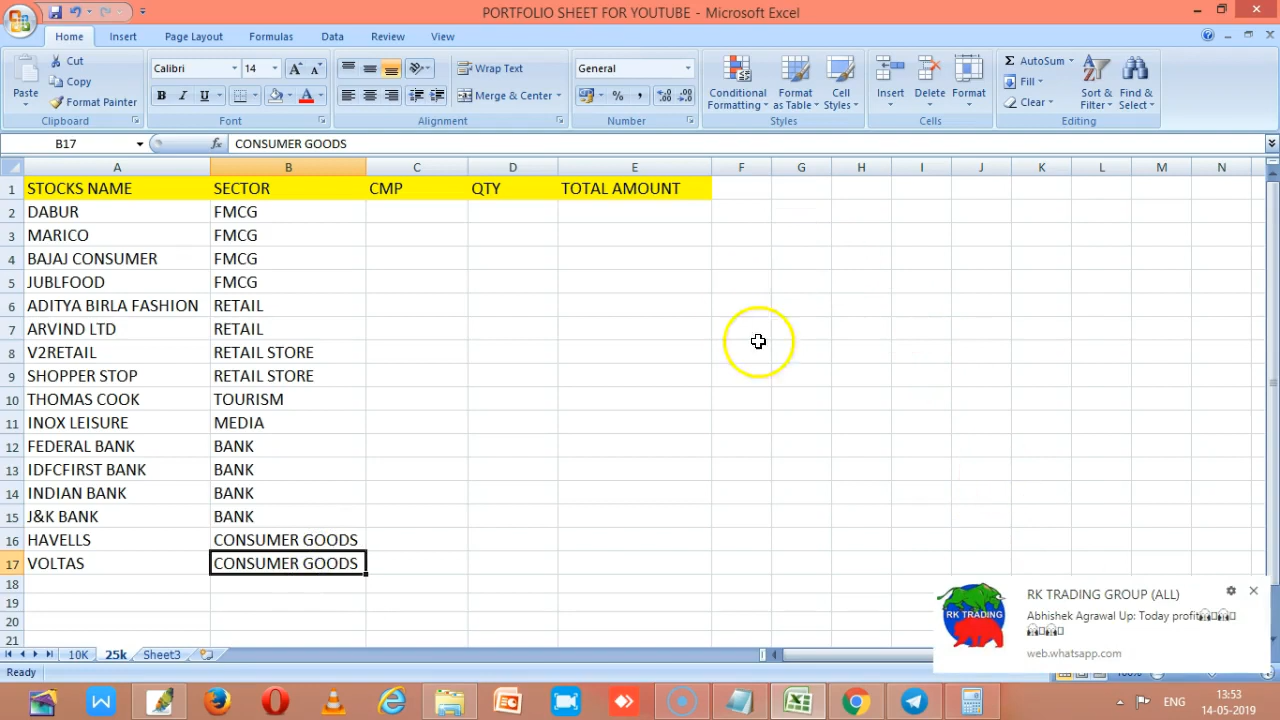 PORTFOLIO SHEET FOR YOUTUBE - Microsoft Excel
Home Insert Page Layout Formulas Data Review View
Paste Cut Copy Format Painter
Clipboard
Calibri 14
B I U A
Font
Wrap Text
Merge & Center
Alignment
General
% ,
Number
Conditional Formatting
Format as Table
Cell Styles
Styles
Insert Delete Format
Cells
Σ AutoSum
Fill
Clear
Sort & Filter
Find & Select
Editing
B17 fx CONSUMER GOODS
A B C D E F G H I J K L M N
1 STOCKS NAME SECTOR CMP QTY TOTAL AMOUNT
2 DABUR FMCG
3 MARICO FMCG
4 BAJAJ CONSUMER FMCG
5 JUBLFOOD FMCG
6 ADITYA BIRLA FASHION RETAIL
7 ARVIND LTD RETAIL
8 V2RETAIL RETAIL STORE
9 SHOPPER STOP RETAIL STORE
10 THOMAS COOK TOURISM
11 INOX LEISURE MEDIA
12 FEDERAL BANK BANK
13 IDFCFIRST BANK BANK
14 INDIAN BANK BANK
15 J&K BANK BANK
16 HAVELLS CONSUMER GOODS
17 VOLTAS CONSUMER GOODS
18
19
20
21
RK TRADING
RK TRADING GROUP (ALL)
Abhishek Agrawal Up: Today profit
web.whatsapp.com
10K 25k Sheet3
Ready
ENG
13:53
14-05-2019